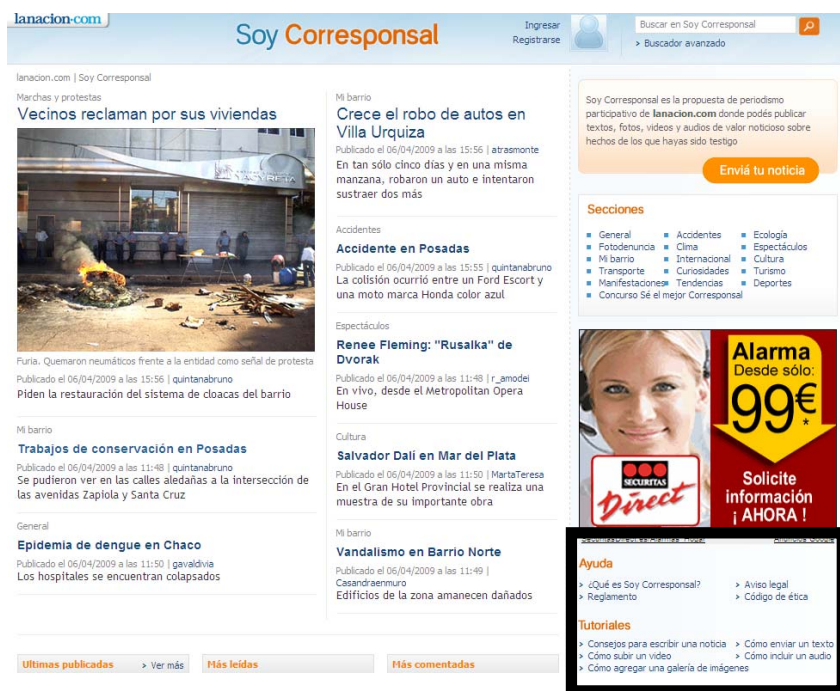 lanacion.com
Soy Corresponsal
Ingresar
Registrarse
Buscar en Soy Corresponsal
> Buscador avanzado
lanacion.com | Soy Corresponsal
Marchas y protestas
Vecinos reclaman por sus viviendas
Furia. Quemaron neumáticos frente a la entidad como señal de protesta
Publicado el 06/04/2009 a las 15:56 | quintanabruno
Piden la restauración del sistema de cloacas del barrio
Mi barrio
Trabajos de conservación en Posadas
Publicado el 06/04/2009 a las 11:48 | quintanabruno
Se pudieron ver en las calles aledañas a la intersección de
las avenidas Zapiola y Santa Cruz
General
Epidemia de dengue en Chaco
Publicado el 06/04/2009 a las 11:50 | gavaldivia
Los hospitales se encuentran colapsados
Mi barrio
Crece el robo de autos en
Villa Urquiza
Publicado el 06/04/2009 a las 15:56 | atrasmonte
En tan sólo cinco días y en una misma
manzana, robaron un auto e intentaron
sustraer dos más
Accidentes
Accidente en Posadas
Publicado el 06/04/2009 a las 15:55 | quintanabruno
La colisión ocurrió entre un Ford Escort y
una moto marca Honda color azul
Espectáculos
Renee Fleming: "Rusalka" de
Dvorak
Publicado el 06/04/2009 a las 11:48 | r_amodei
En vivo, desde el Metropolitan Opera
House
Cultura
Salvador Dalí en Mar del Plata
Publicado el 06/04/2009 a las 11:50 | MartaTeresa
En el Gran Hotel Provincial se realiza una
muestra de su importante obra
Mi barrio
Vandalismo en Barrio Norte
Publicado el 06/04/2009 a las 11:49 |
Casandraenmuro
Edificios de la zona amanecen dañados
Soy Corresponsal es la propuesta de periodismo
participativo de lanacion.com donde podés publicar
textos, fotos, videos y audios de valor noticioso sobre
hechos de los que hayas sido testigo
Enviá tu noticia
Secciones
General Accidentes Ecología
Fotodenuncia Clima Espectáculos
Mi barrio Internacional Cultura
Transporte Curiosidades Turismo
Manifestaciones Tendencias Deportes
Concurso Sé el mejor Corresponsal
Alarma
Desde sólo:
99€
*
SECURITAS
Direct
Solicite
información
¡ AHORA !
Ayuda
> ¿Qué es Soy Corresponsal? > Aviso legal
> Reglamento > Código de ética
Tutoriales
> Consejos para escribir una noticia > Cómo enviar un texto
> Cómo subir un video > Cómo incluir un audio
> Cómo agregar una galería de imágenes
Ultimas publicadas > Ver más Más leídas Más comentadas